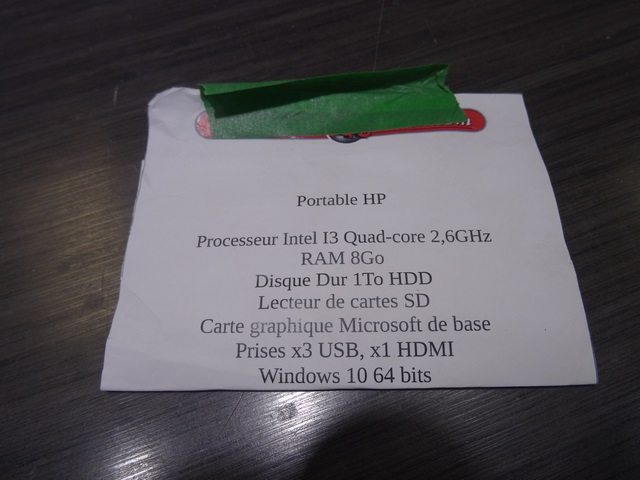 Portable HP
Processeur Intel I3 Quad-core 2,6GHz
RAM 8Go
Disque Dur 1To HDD
Lecteur de cartes SD
Carte graphique Microsoft de base
Prises x3 USB, x1 HDMI
Windows 10 64 bits